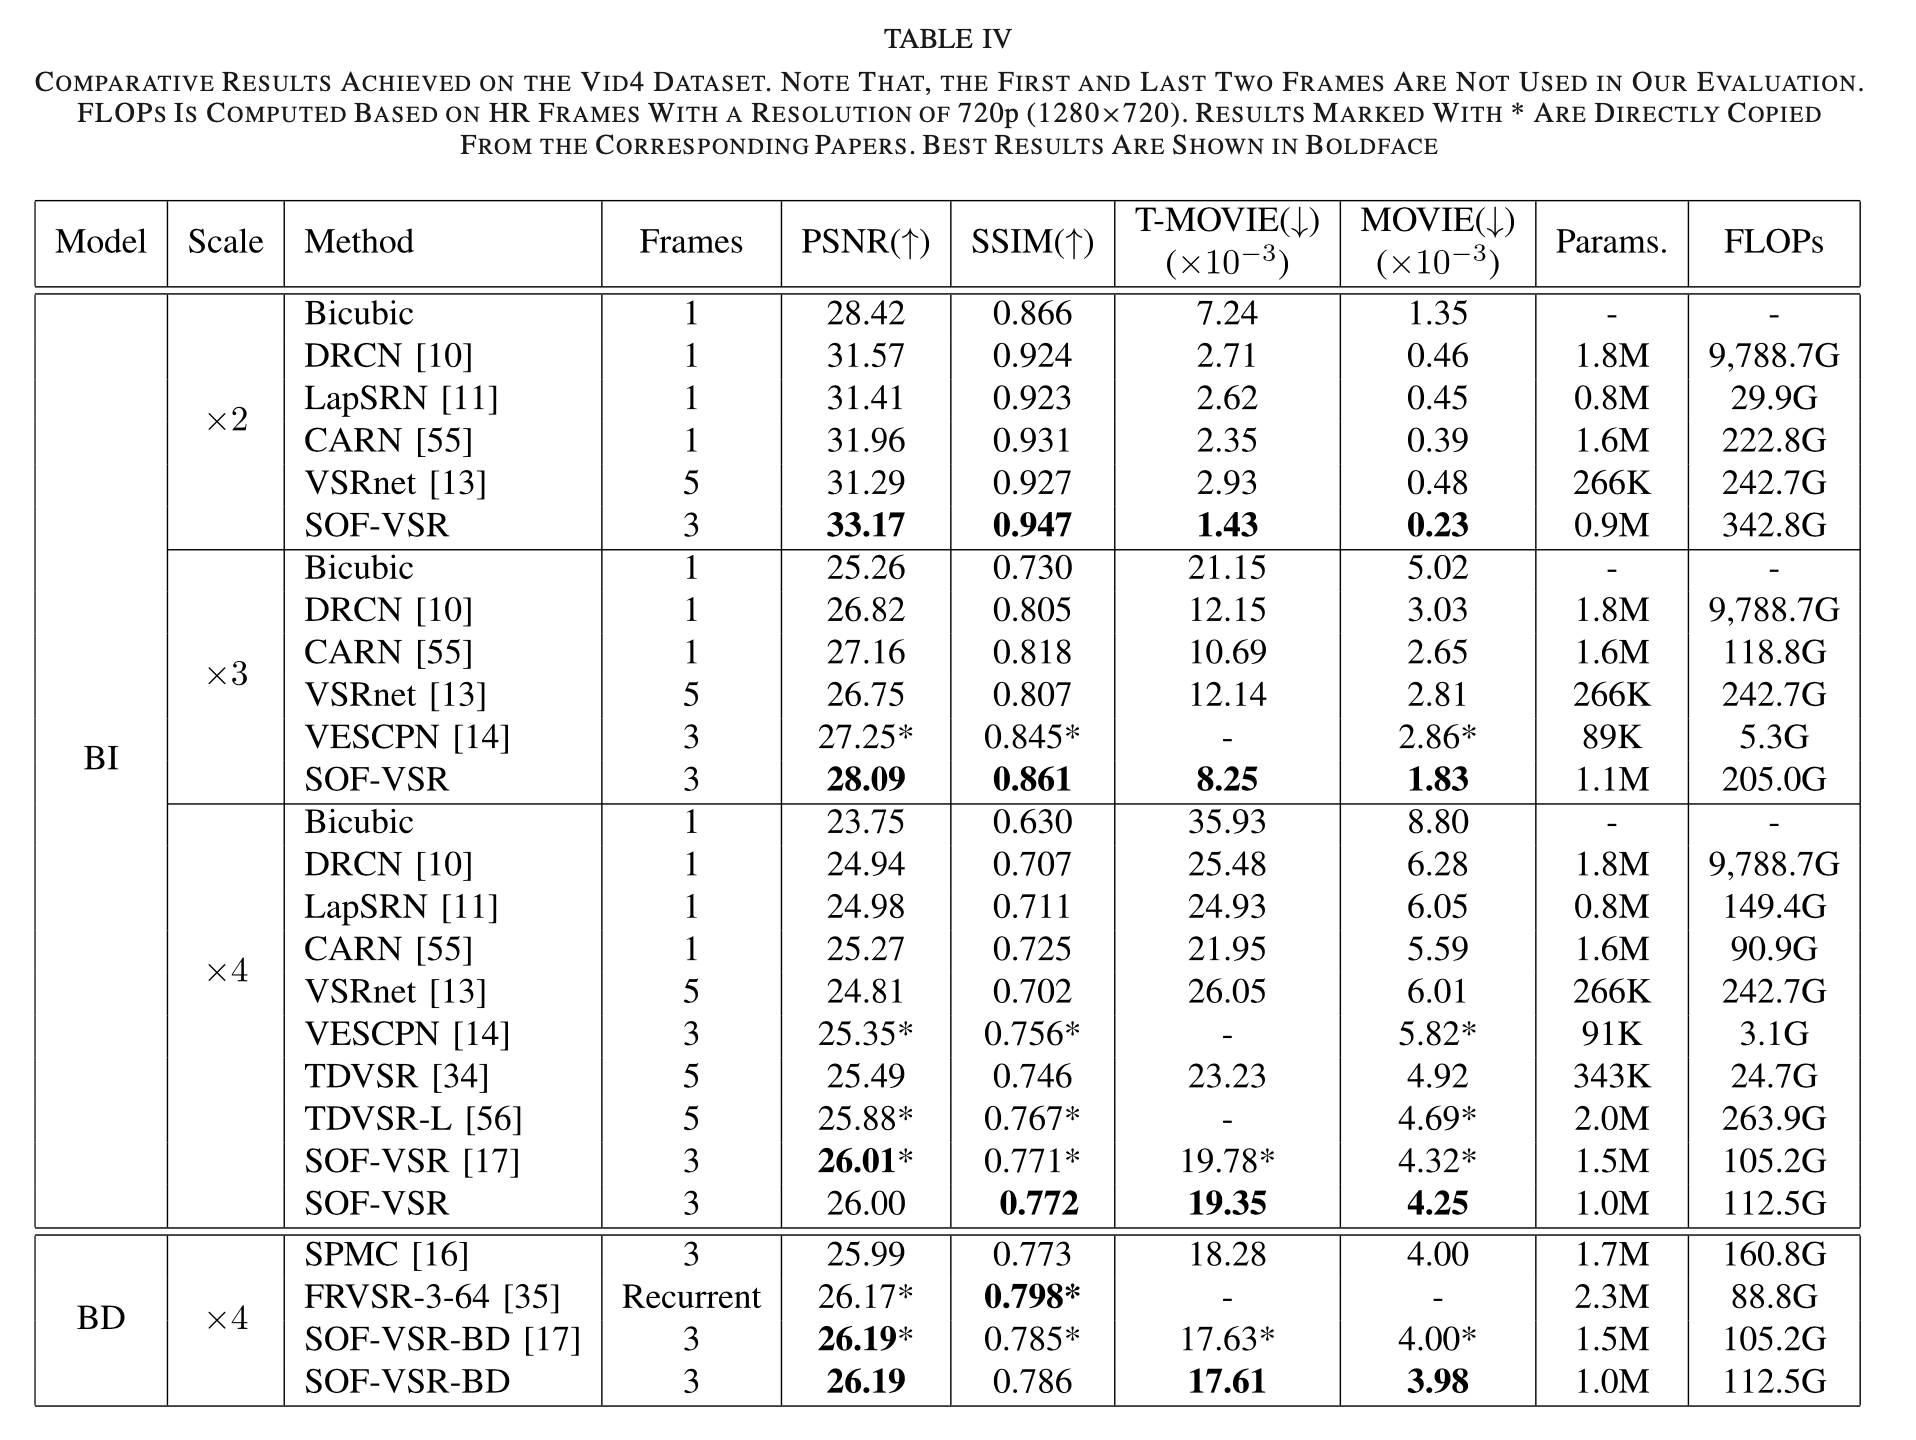 TABLE IV
COMPARATIVE RESULTS ACHIEVED ON THE VID4 DATASET. NOTE THAT, THE FIRST AND LAST TWO FRAMES ARE NOT USED IN OUR EVALUATION.
FLOPS IS COMPUTED BASED ON HR FRAMES WITH A RESOLUTION OF 720p (1280×720). RESULTS MARKED WITH * ARE DIRECTLY COPIED
FROM THE CORRESPONDING PAPERS. BEST RESULTS ARE SHOWN IN BOLDFACE
Model Scale Method Frames PSNR(↑) SSIM(↑) T-MOVIE(↓) (×10⁻³) MOVIE(↓) (×10⁻³) Params. FLOPs
BI
×2
Bicubic 1 28.42 0.866 7.24 1.35 - -
DRCN [10] 1 31.57 0.924 2.71 0.46 1.8M 9,788.7G
LapSRN [11] 1 31.41 0.923 2.62 0.45 0.8M 29.9G
CARN [55] 1 31.96 0.931 2.35 0.39 1.6M 222.8G
VSRnet [13] 5 31.29 0.927 2.93 0.48 266K 242.7G
SOF-VSR 3 33.17 0.947 1.43 0.23 0.9M 342.8G
×3
Bicubic 1 25.26 0.730 21.15 5.02 - -
DRCN [10] 1 26.82 0.805 12.15 3.03 1.8M 9,788.7G
CARN [55] 1 27.16 0.818 10.69 2.65 1.6M 118.8G
VSRnet [13] 5 26.75 0.807 12.14 2.81 266K 242.7G
VESCPN [14] 3 27.25* 0.845* - 2.86* 89K 5.3G
SOF-VSR 3 28.09 0.861 8.25 1.83 1.1M 205.0G
×4
Bicubic 1 23.75 0.630 35.93 8.80 - -
DRCN [10] 1 24.94 0.707 25.48 6.28 1.8M 9,788.7G
LapSRN [11] 1 24.98 0.711 24.93 6.05 0.8M 149.4G
CARN [55] 1 25.27 0.725 21.95 5.59 1.6M 90.9G
VSRnet [13] 5 24.81 0.702 26.05 6.01 266K 242.7G
VESCPN [14] 3 25.35* 0.756* - 5.82* 91K 3.1G
TDVSR [34] 5 25.49 0.746 23.23 4.92 343K 24.7G
TDVSR-L [56] 5 25.88* 0.767* - 4.69* 2.0M 263.9G
SOF-VSR [17] 3 26.01* 0.771* 19.78* 4.32* 1.5M 105.2G
SOF-VSR 3 26.00 0.772 19.35 4.25 1.0M 112.5G
BD
×4
SPMC [16] 3 25.99 0.773 18.28 4.00 1.7M 160.8G
FRVSR-3-64 [35] Recurrent 26.17* 0.798* - - 2.3M 88.8G
SOF-VSR-BD [17] 3 26.19* 0.785* 17.63* 4.00* 1.5M 105.2G
SOF-VSR-BD 3 26.19 0.786 17.61 3.98 1.0M 112.5G